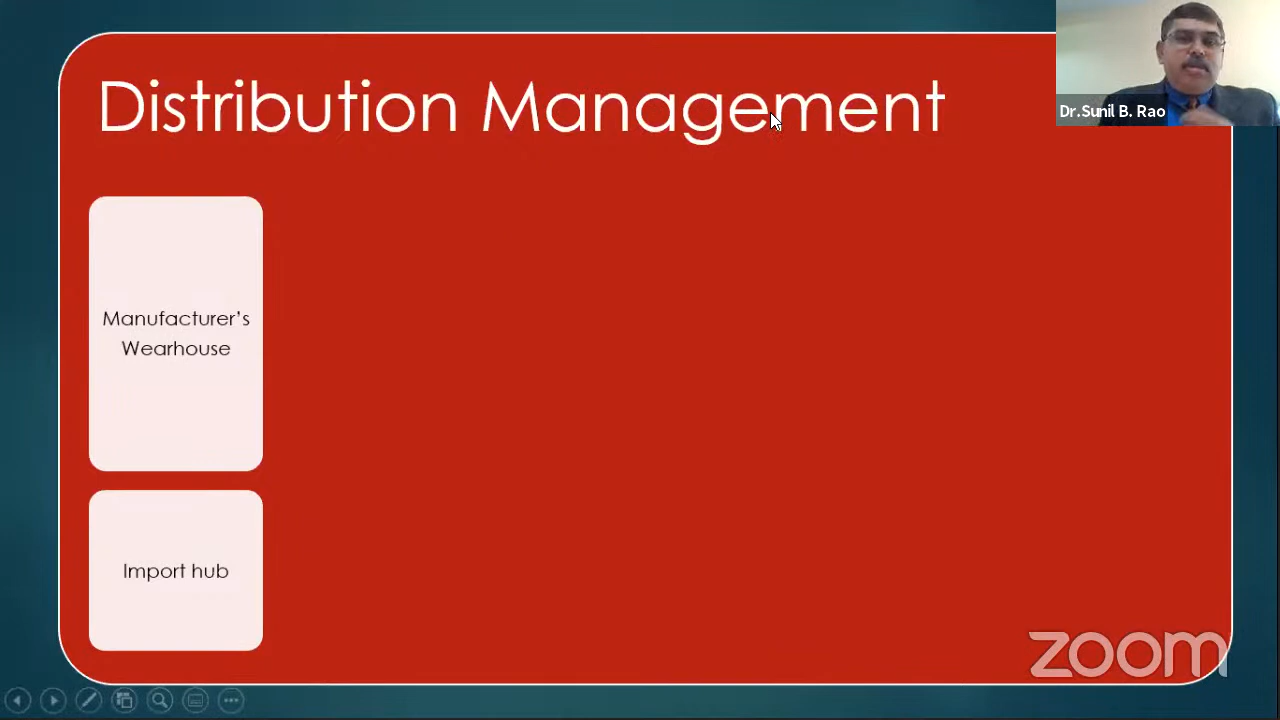 Distribution Management
Dr.Sunil B. Rao
Manufacturer's
Wearhouse
Import hub
zoom